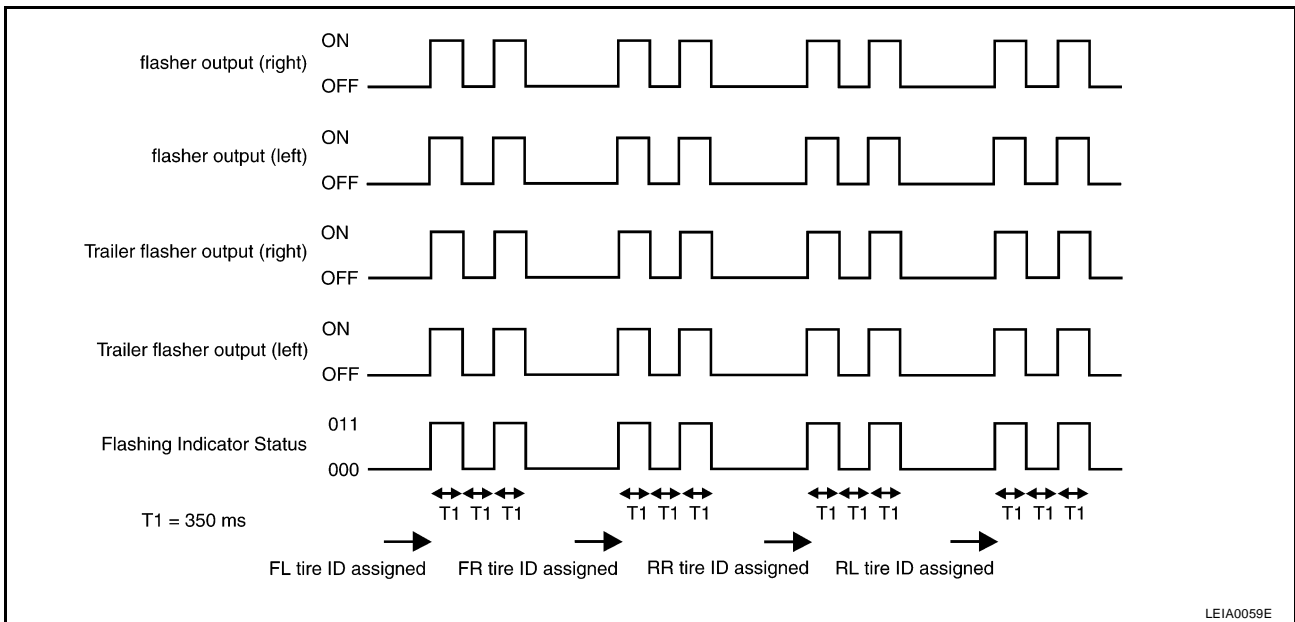 ON
flasher output (right)
OFF
ON
flasher output (left)
OFF
ON
Trailer flasher output (right)
OFF
ON
Trailer flasher output (left)
OFF
011
Flashing Indicator Status
000
T1 T1 T1 T1 T1 T1 T1 T1 T1 T1 T1 T1
T1 = 350 ms
FL tire ID assigned FR tire ID assigned RR tire ID assigned RL tire ID assigned
LEIA0059E